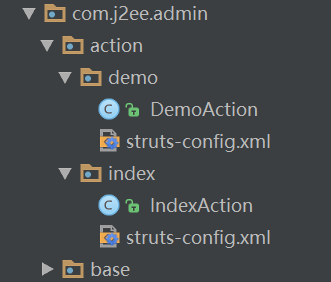 com.j2ee.admin
action
demo
DemoAction
struts-config.xml
index
IndexAction
struts-config.xml
base